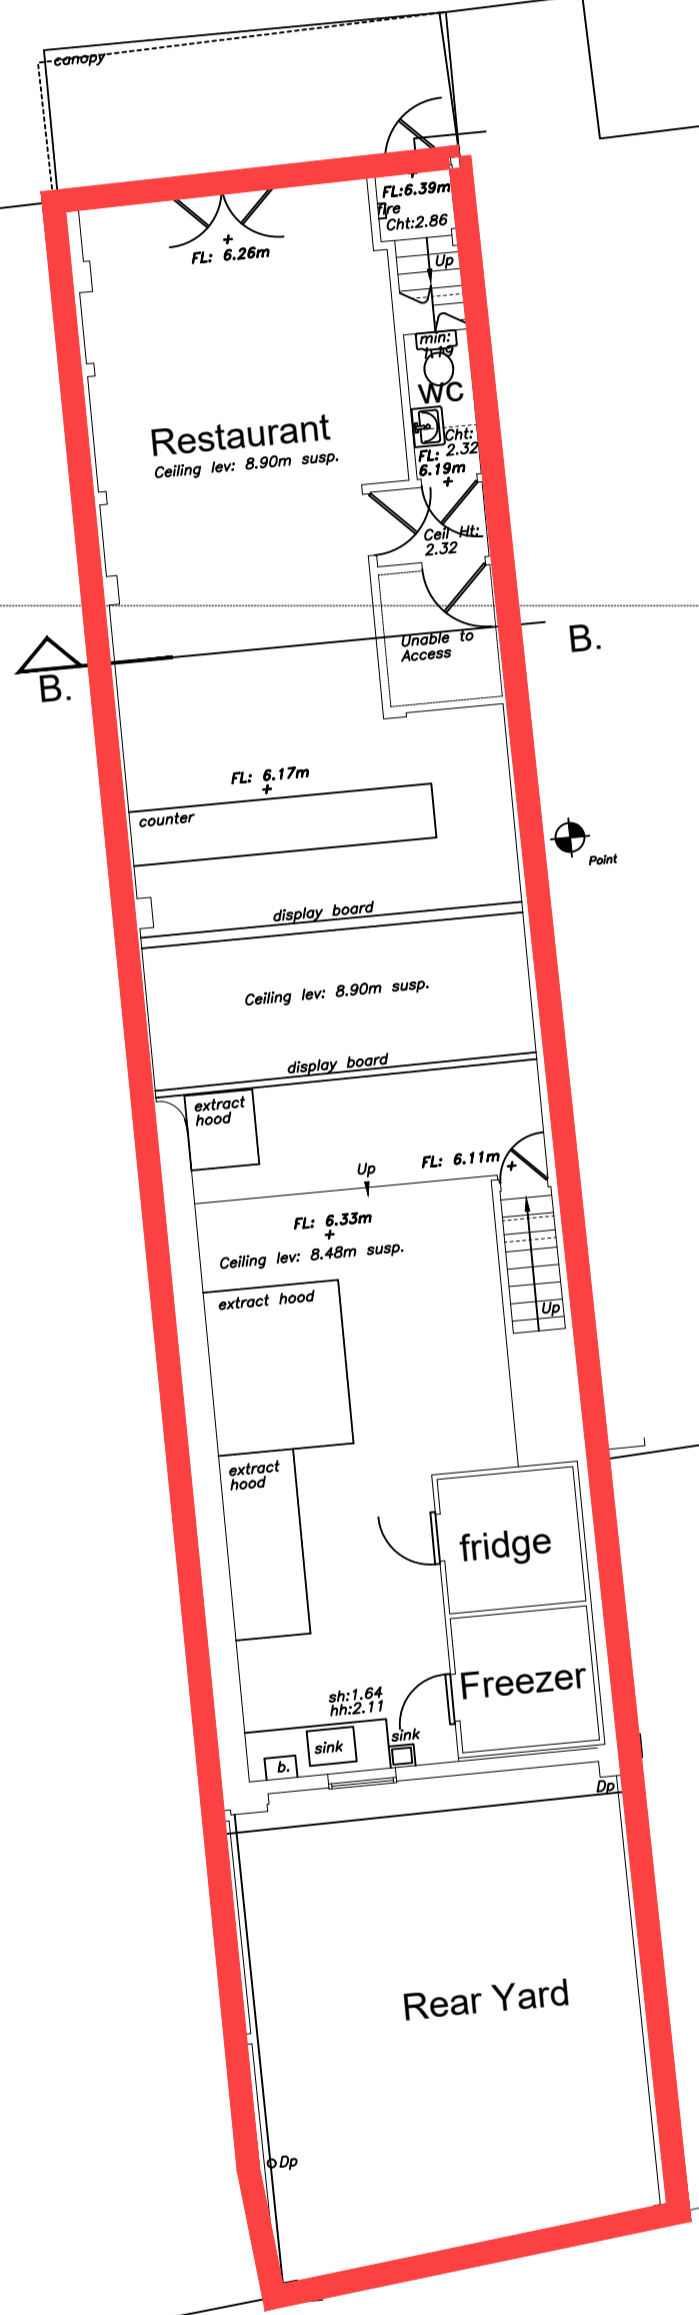 canopy
FL:6.39m
fire
Cht:2.86
FL: 6.26m
Up
min:
1.19
WC
Restaurant
Ceiling lev: 8.90m susp.
Cht:
2.32
FL:
6.19m
Ceil Ht:
2.32
Unable to
Access
B.
B.
FL: 6.17m
counter
Point
display board
Ceiling lev: 8.90m susp.
display board
extract
hood
Up
FL: 6.11m
FL: 6.33m
Ceiling lev: 8.48m susp.
extract hood
Up
extract
hood
fridge
Freezer
sh:1.64
hh:2.11
sink
sink
b.
Dp
Rear Yard
Dp